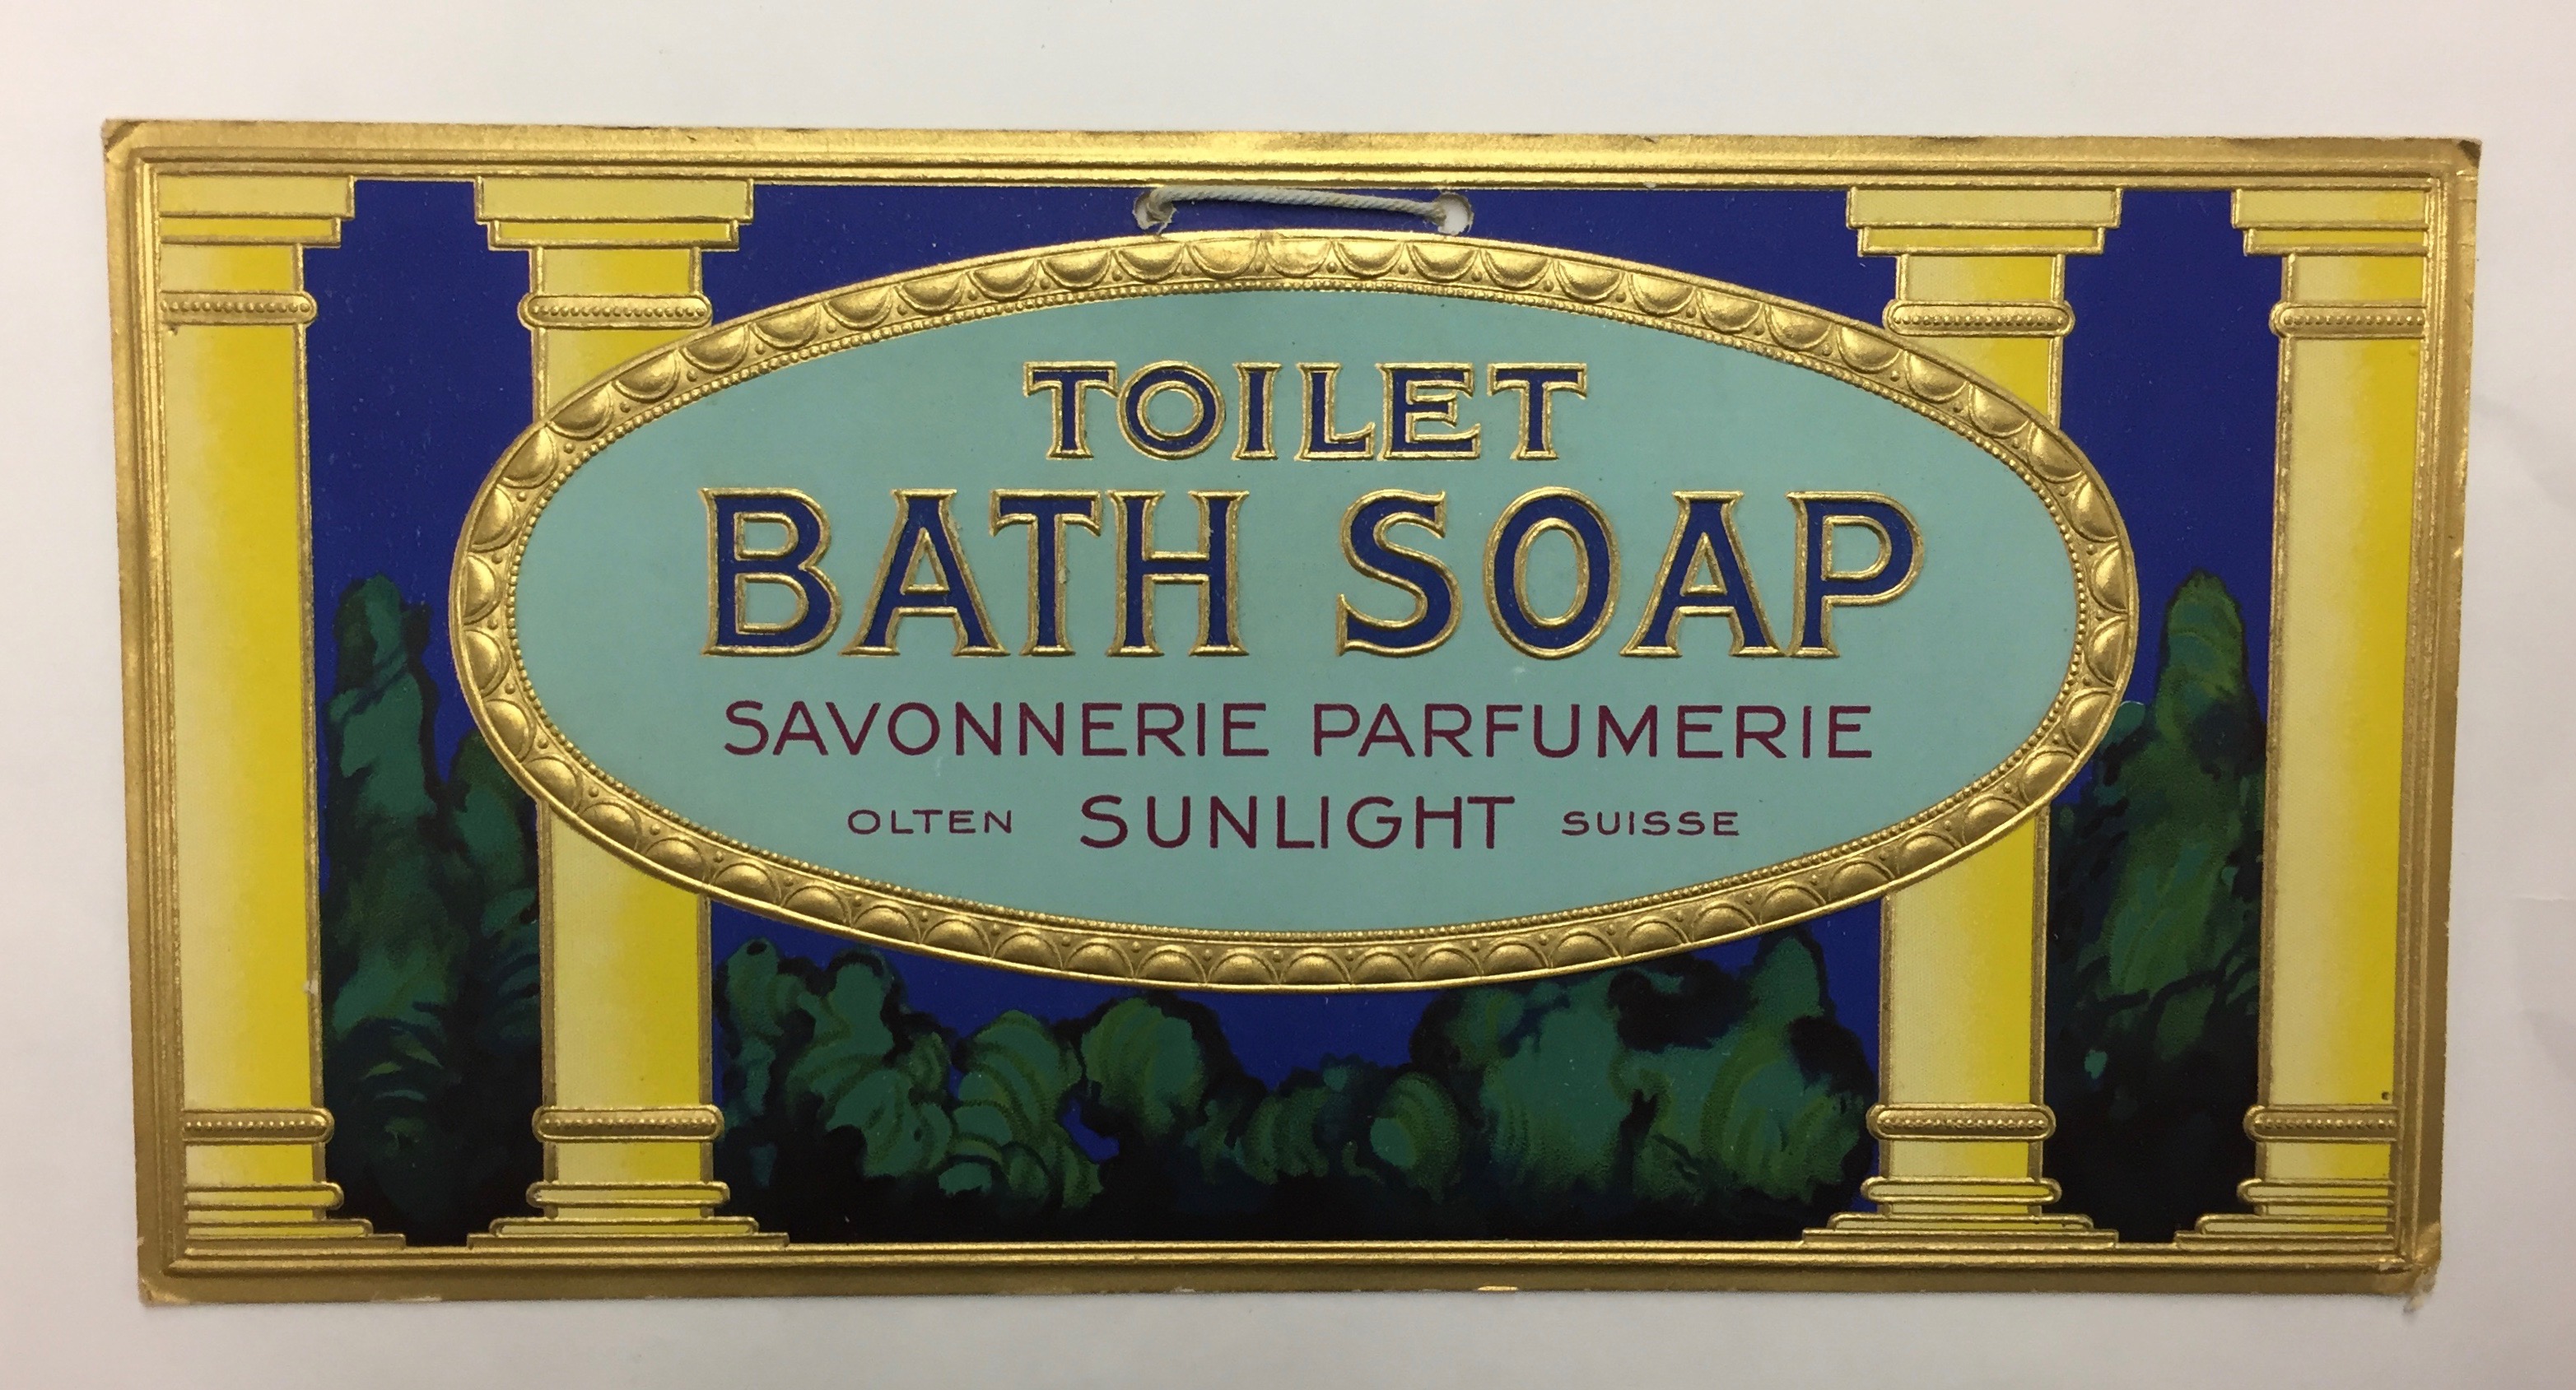 TOILET
BATH SOAP
SAVONNERIE PARFUMERIE
OLTEN SUNLIGHT SUISSE